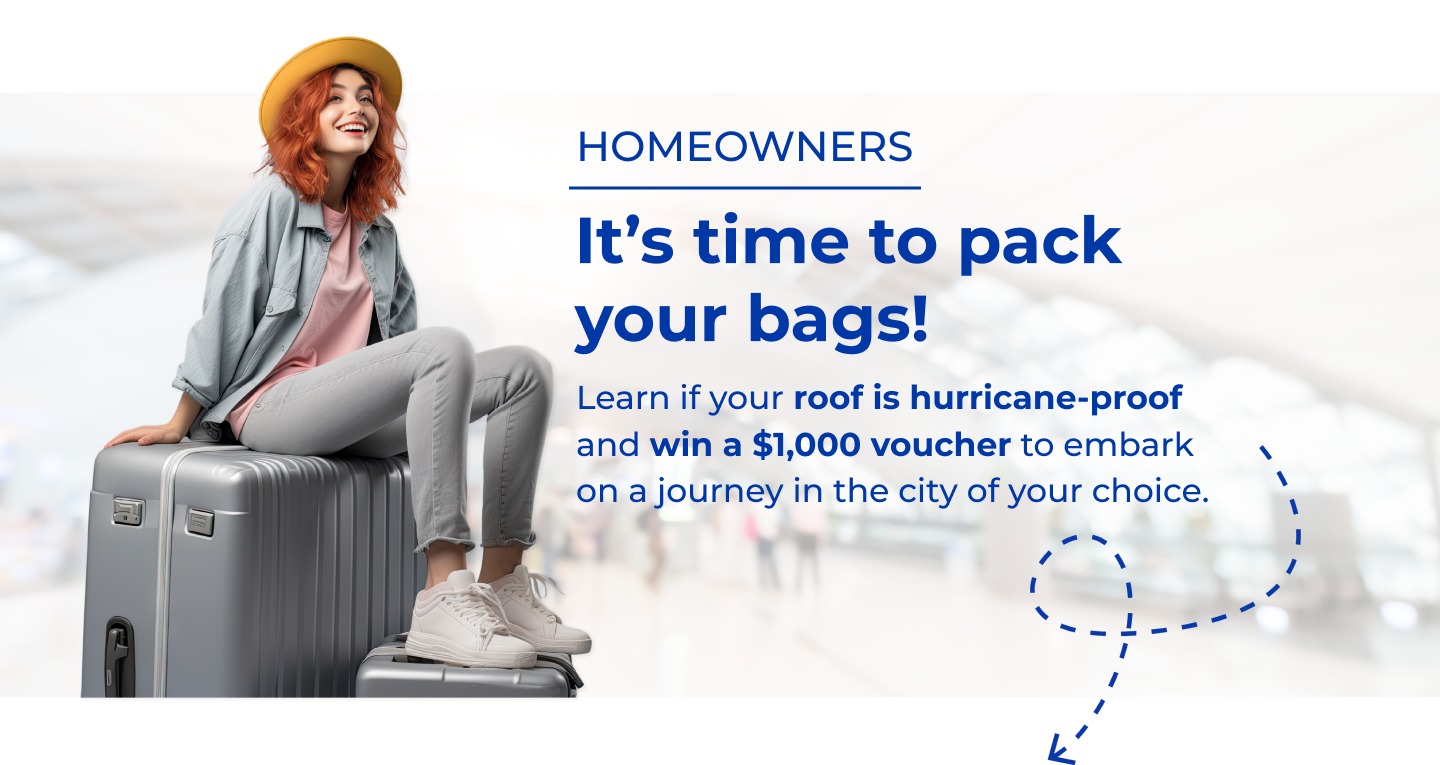 HOMEOWNERS
It’s time to pack
your bags!
Learn if your roof is hurricane-proof
and win a $1,000 voucher to embark
on a journey in the city of your choice.